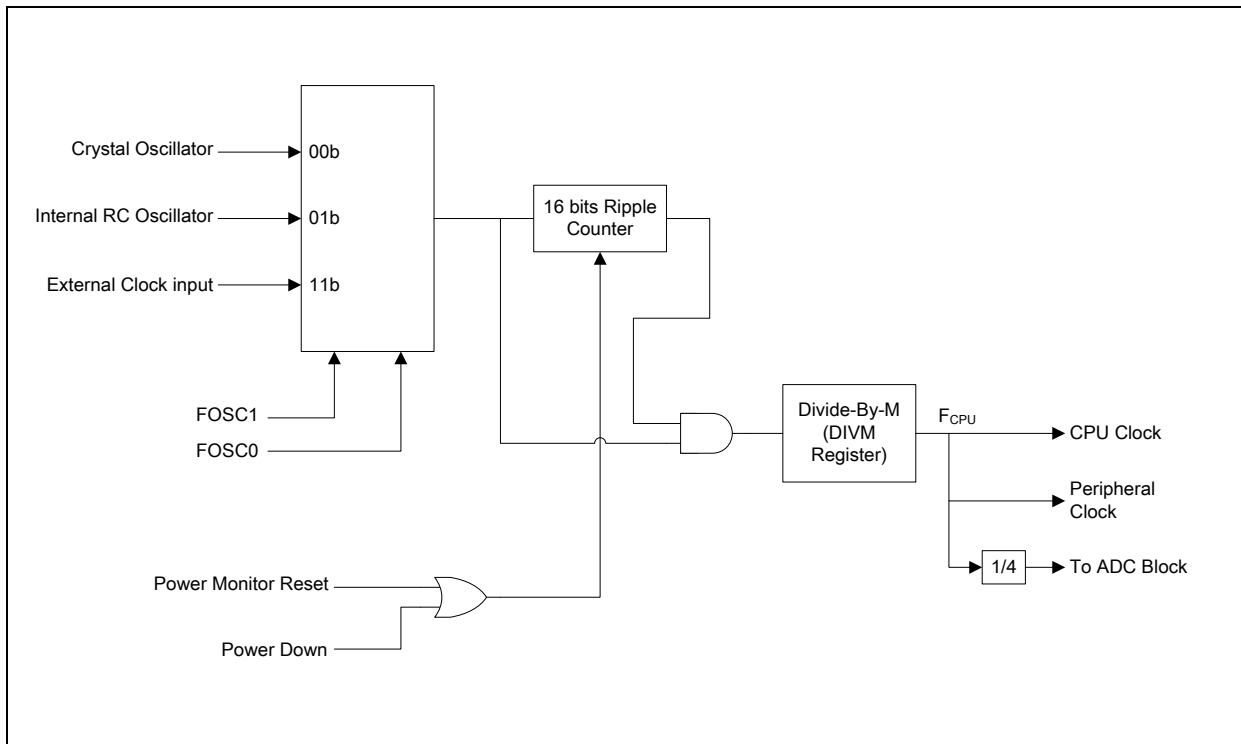 Crystal Oscillator
00b
Internal RC Oscillator
01b
External Clock input
11b
16 bits Ripple
Counter
FOSC1
FOSC0
Divide-By-M
(DIVM
Register)
FCPU
CPU Clock
Peripheral
Clock
1/4
To ADC Block
Power Monitor Reset
Power Down